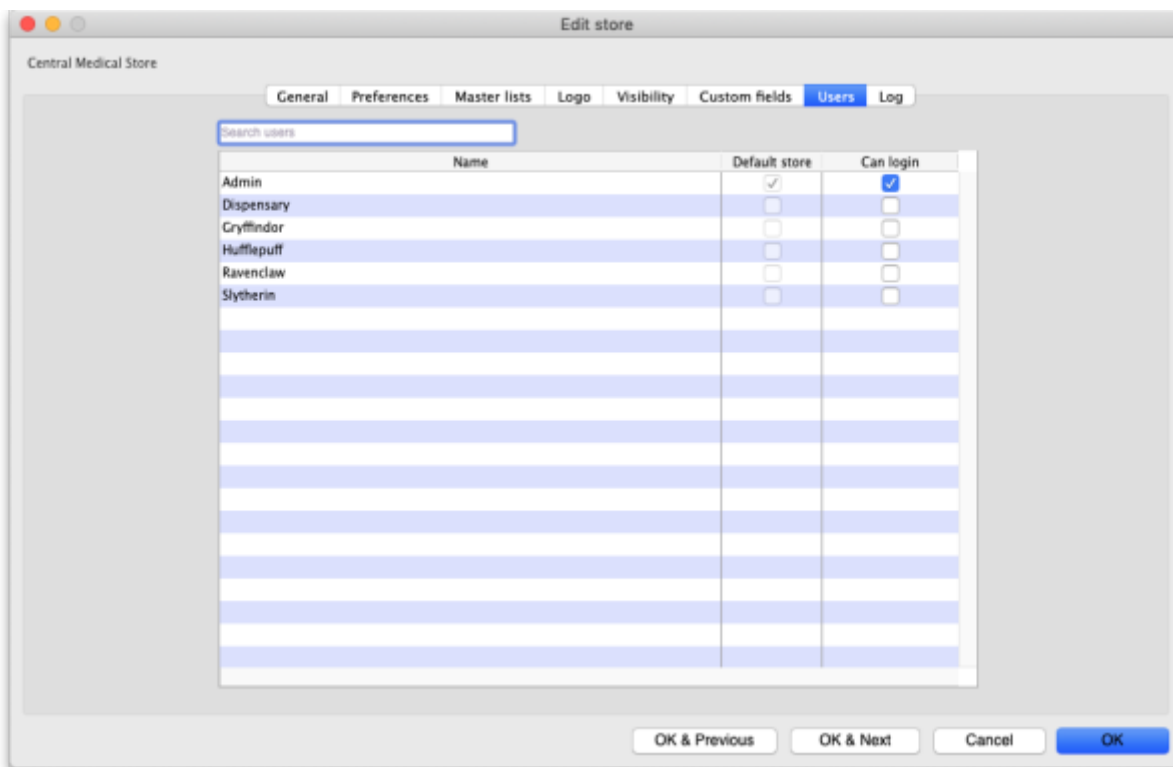 Edit store
Central Medical Store
General Preferences Master lists Logo Visibility Custom fields Users Log
Search users
Name Default store Can login
Admin
Dispensary
Gryffindor
Hufflepuff
Ravenclaw
Slytherin
OK & Previous OK & Next Cancel OK